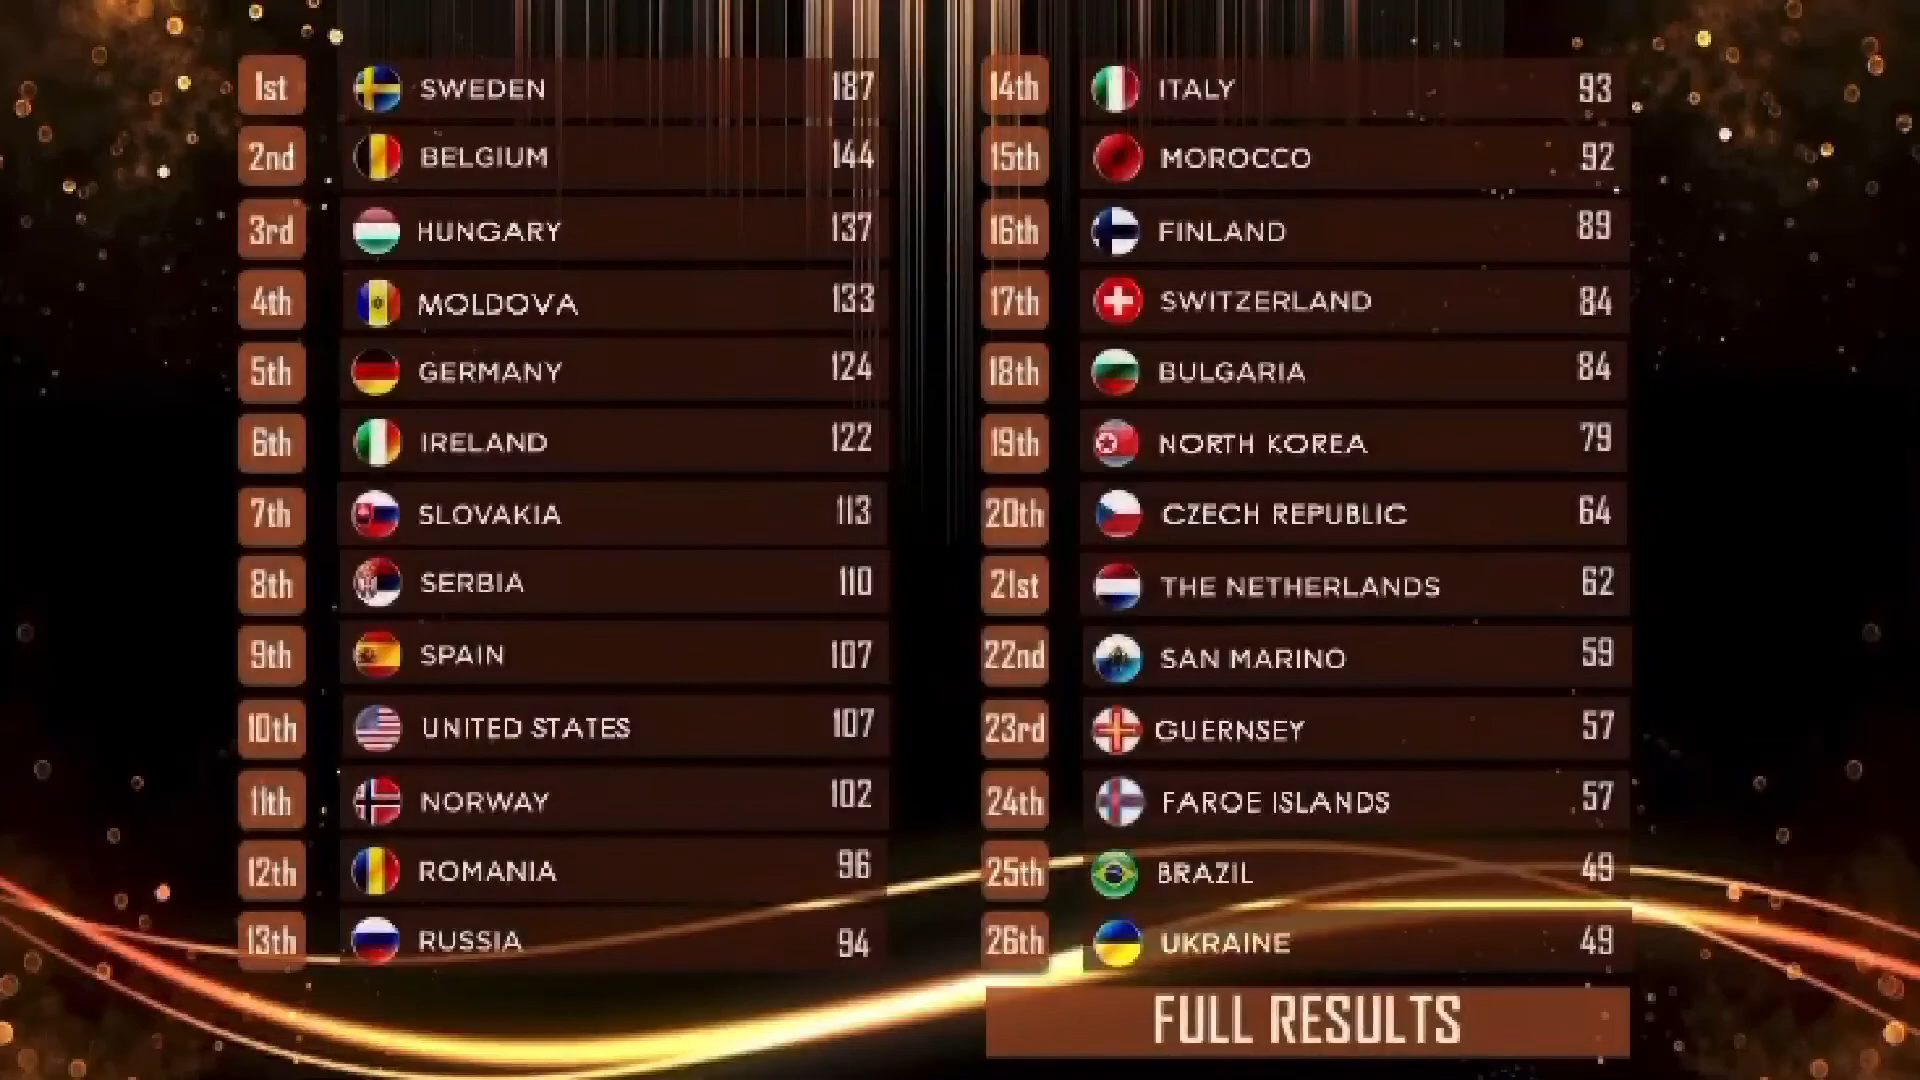 1st SWEDEN 187
2nd BELGIUM 144
3rd HUNGARY 137
4th MOLDOVA 133
5th GERMANY 124
6th IRELAND 122
7th SLOVAKIA 113
8th SERBIA 110
9th SPAIN 107
10th UNITED STATES 107
11th NORWAY 102
12th ROMANIA 96
13th RUSSIA 94
14th ITALY 93
15th MOROCCO 92
16th FINLAND 89
17th SWITZERLAND 84
18th BULGARIA 84
19th NORTH KOREA 79
20th CZECH REPUBLIC 64
21st THE NETHERLANDS 62
22nd SAN MARINO 59
23rd GUERNSEY 57
24th FAROE ISLANDS 57
25th BRAZIL 49
26th UKRAINE 49
FULL RESULTS